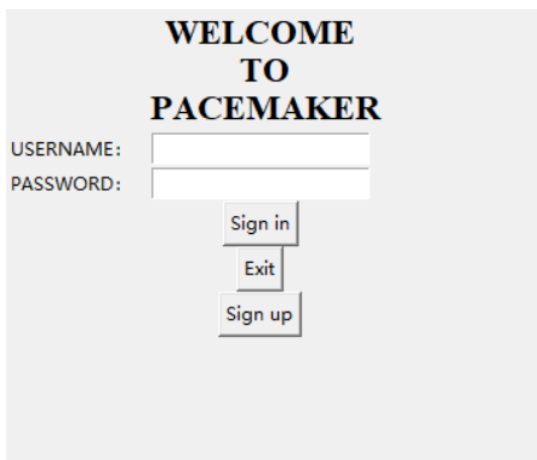 WELCOME
TO
PACEMAKER
USERNAME:
PASSWORD:
Sign in
Exit
Sign up